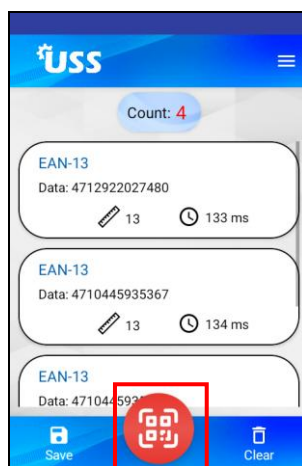 USS
Count: 4
EAN-13
Data: 4712922027480
13 133 ms
EAN-13
Data: 4710445935367
13 134 ms
EAN-13
Save
Clear